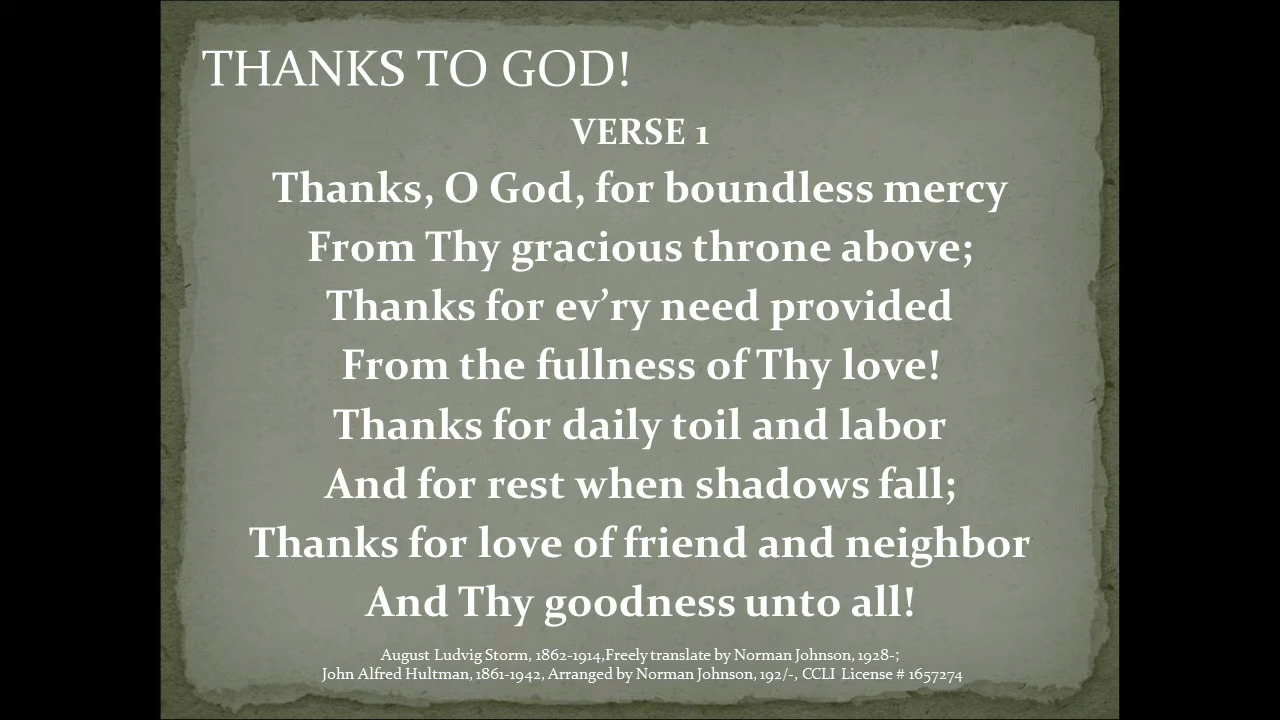 THANKS TO GOD!
VERSE 1
Thanks, O God, for boundless mercy
From Thy gracious throne above;
Thanks for ev’ry need provided
From the fullness of Thy love!
Thanks for daily toil and labor
And for rest when shadows fall;
Thanks for love of friend and neighbor
And Thy goodness unto all!
August Ludvig Storm, 1862-1914,Freely translate by Norman Johnson, 1928-;
John Alfred Hultman, 1861-1942, Arranged by Norman Johnson, 192/-, CCLI License # 1657274